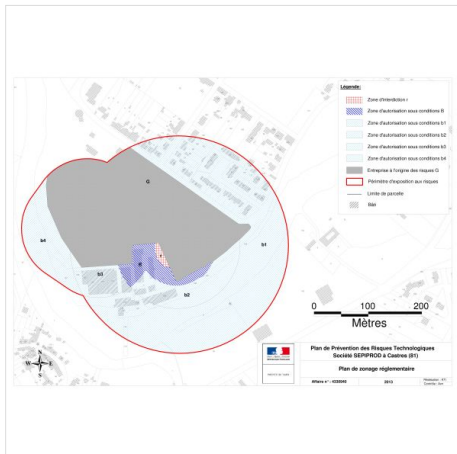 Légende:
Zone d'interdiction r
Zone d'autorisation sous conditions B
Zone d'autorisation sous conditions b1
Zone d'autorisation sous conditions b2
Zone d'autorisation sous conditions b3
Zone d'autorisation sous conditions b4
Entreprise à l'origine des risques G
Périmètre d'exposition aux risques
Limite de parcelle
Bâti
G
b4
b1
r
B
b3
b2
0 100 200
Mètres
N
W E
S
Plan de Prévention des Risques Technologiques
Société SEPIPROD à Castres (81)
Plan de zonage réglementaire
2013